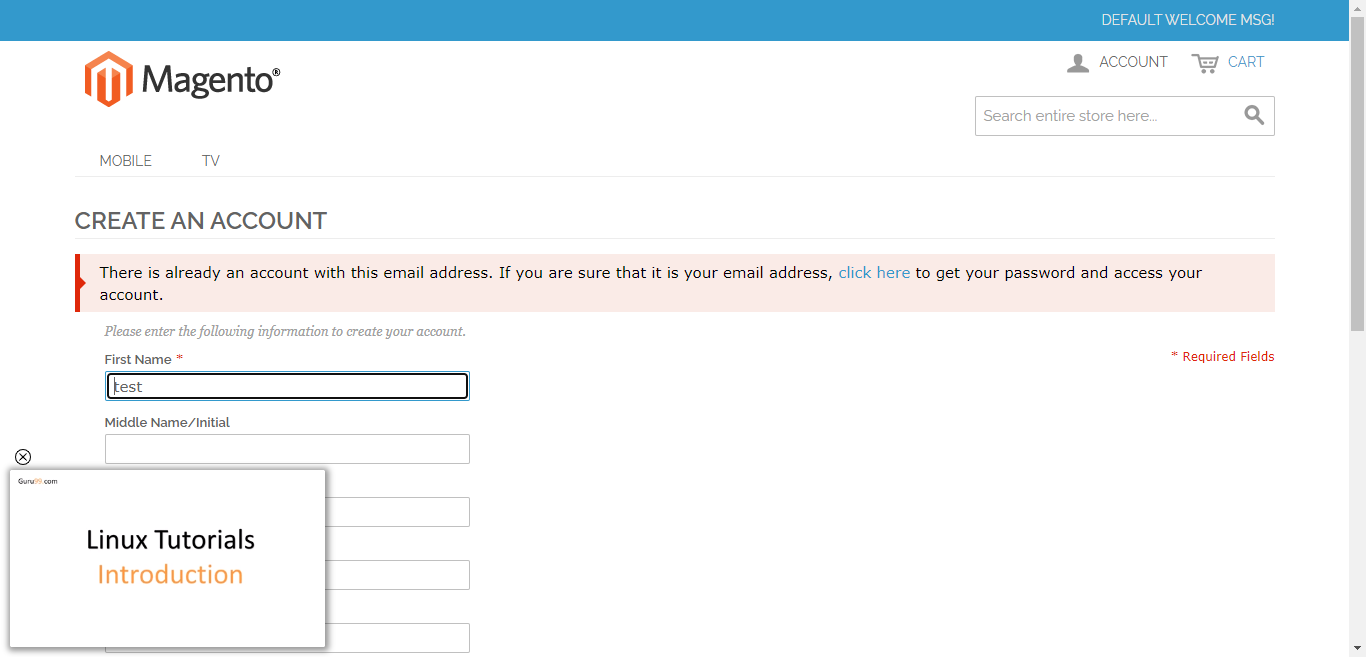 DEFAULT WELCOME MSG!
Magento®
ACCOUNT
CART
Search entire store here...
MOBILE
TV
CREATE AN ACCOUNT
There is already an account with this email address. If you are sure that it is your email address, click here to get your password and access your
account.
Please enter the following information to create your account.
First Name *
* Required Fields
test
Middle Name/Initial
Guru99.com
Linux Tutorials
Introduction